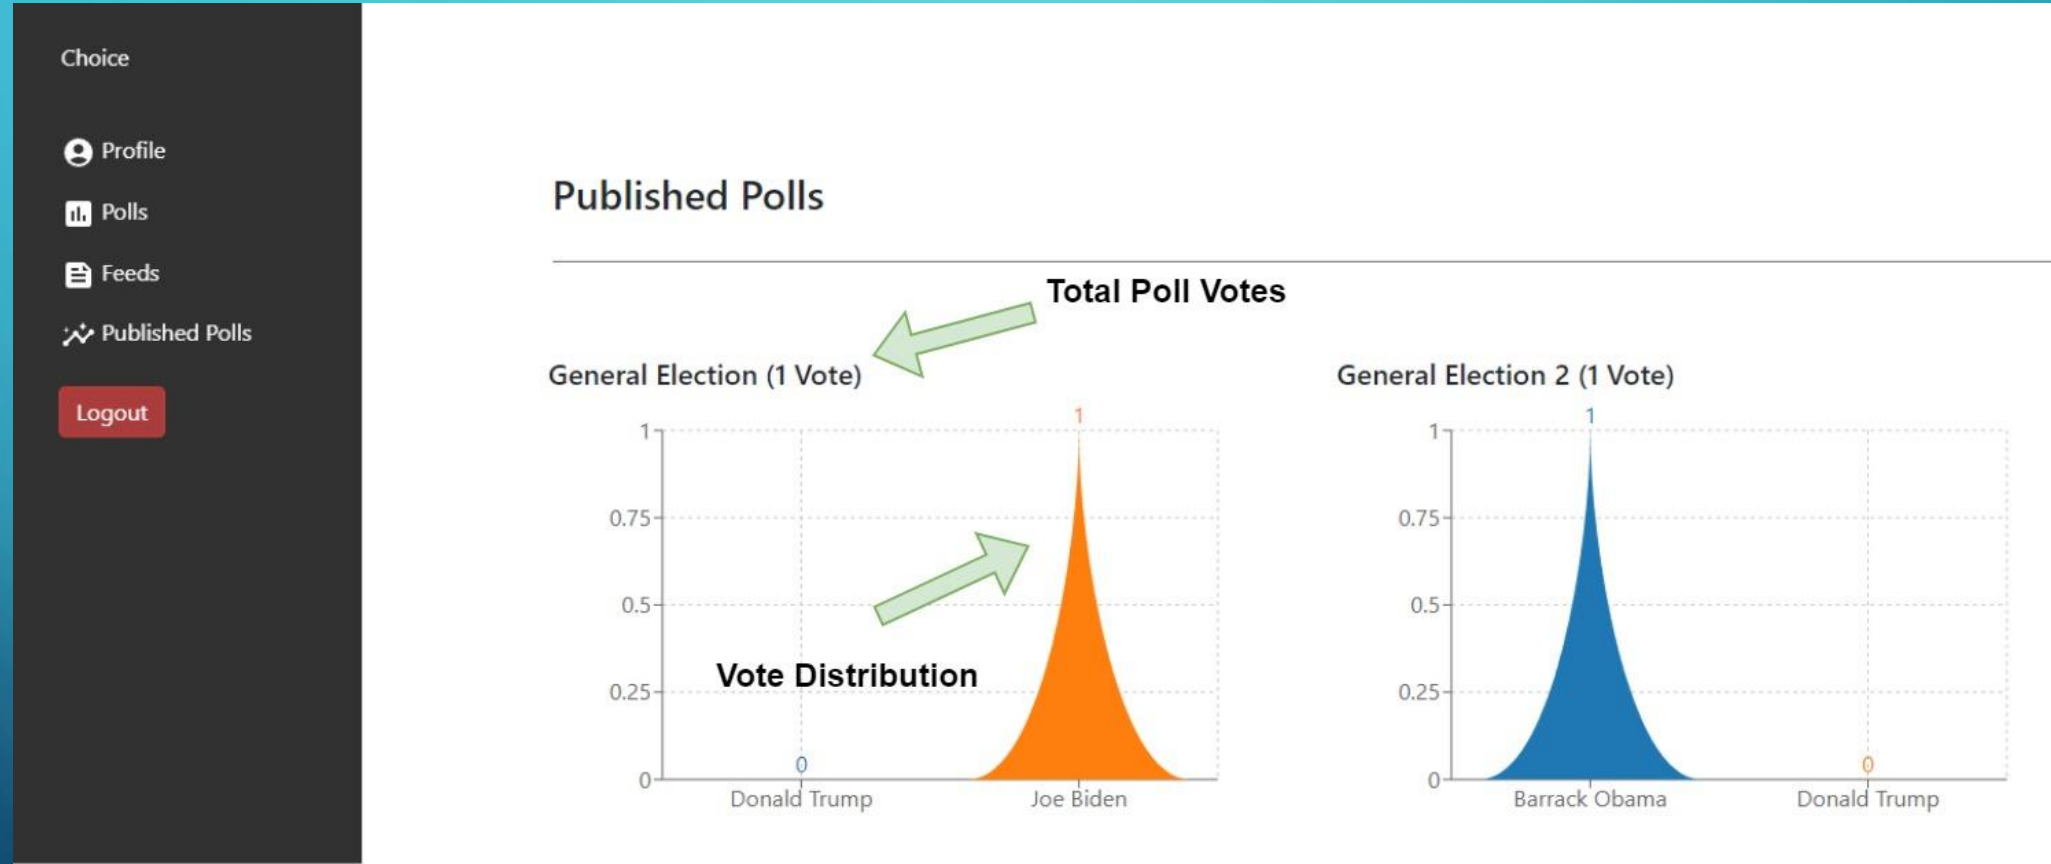 Choice
Profile
Polls
Feeds
Published Polls
Logout
Published Polls
Total Poll Votes
General Election (1 Vote)
1
1
0.75
0.5
Vote Distribution
0.25
0
0
Donald Trump
Joe Biden
General Election 2 (1 Vote)
1
1
0.75
0.5
0.25
0
0
Barrack Obama
Donald Trump